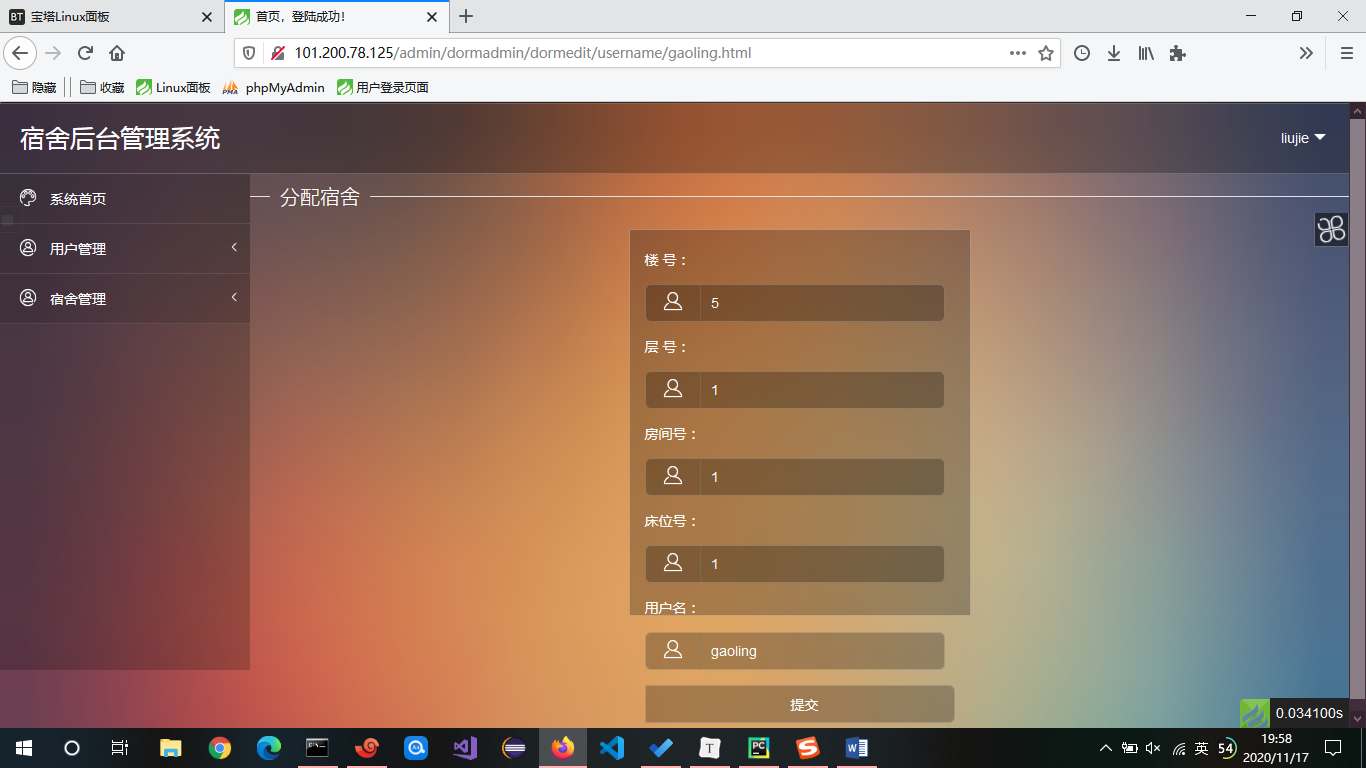 BT 宝塔Linux面板
首页，登陆成功！
101.200.78.125/admin/dormadmin/dormedit/username/gaoling.html
隐藏 收藏 Linux面板 PMA phpMyAdmin 用户登录页面
宿舍后台管理系统
liujie
系统首页
用户管理
宿舍管理
分配宿舍
楼 号：
5
层 号：
1
房间号：
1
床位号：
1
用户名：
gaoling
提交
0.034100s
英 54 19:58
2020/11/17